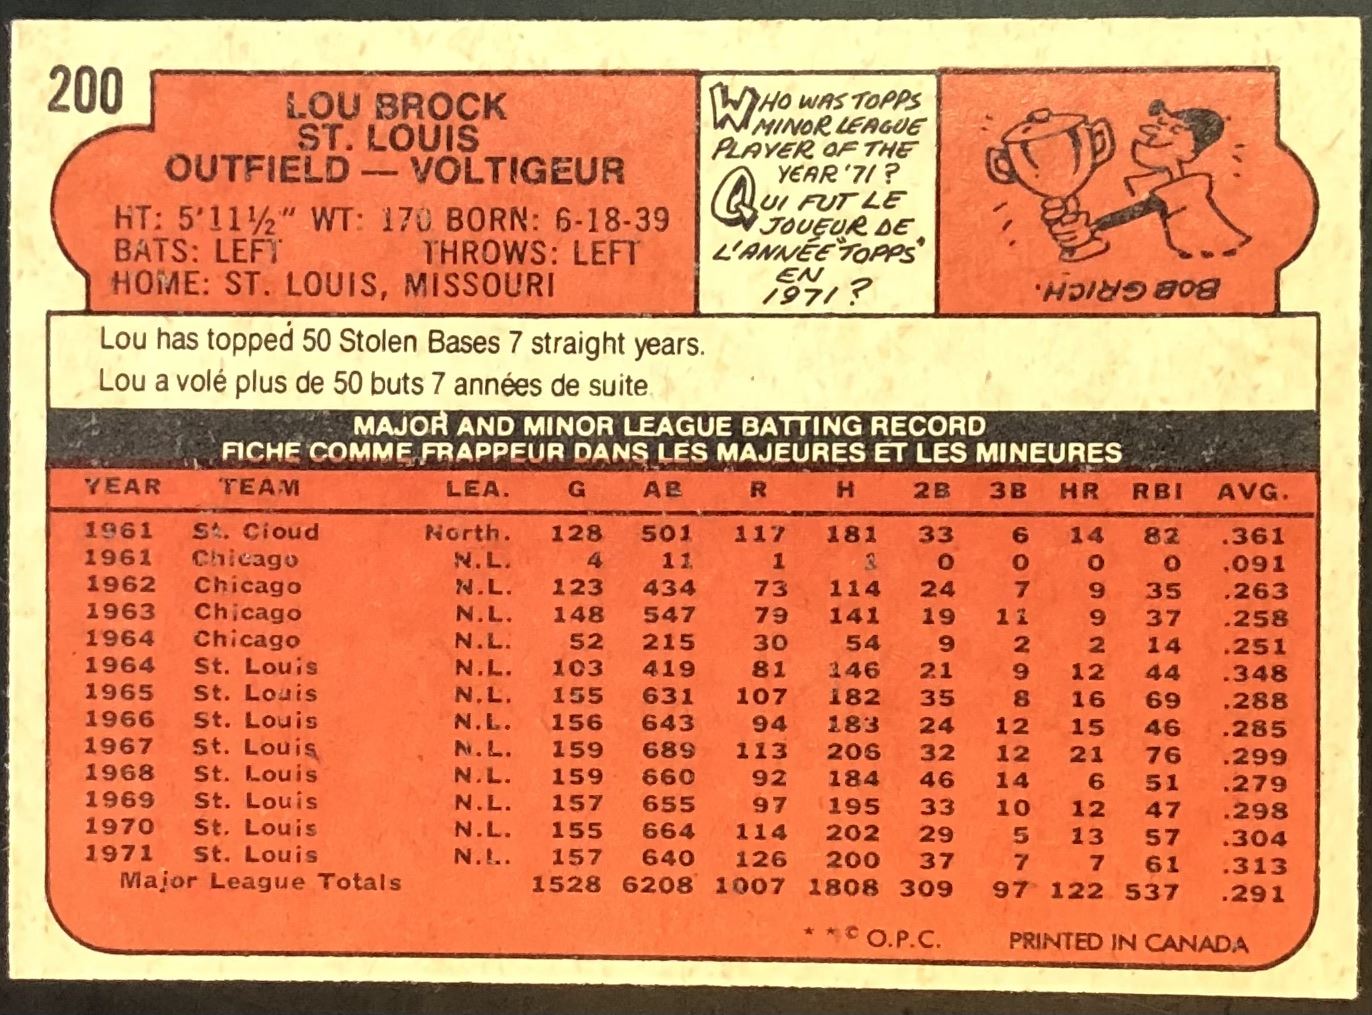 200
LOU BROCK
ST. LOUIS
OUTFIELD — VOLTIGEUR
HT: 5'11½" WT: 170 BORN: 6-18-39
BATS: LEFT THROWS: LEFT
HOME: ST. LOUIS, MISSOURI
WHO WAS TOPPS
MINOR LEAGUE
PLAYER OF THE
YEAR '71?
QUI FUT LE
JOUEUR DE
L'ANNÉE "TOPPS"
EN
1971?
BOB GRICH.
Lou has topped 50 Stolen Bases 7 straight years.
Lou a volé plus de 50 buts 7 années de suite
MAJOR AND MINOR LEAGUE BATTING RECORD
FICHE COMME FRAPPEUR DANS LES MAJEURES ET LES MINEURES
YEAR TEAM LEA. G AB R H 2B 3B HR RBI AVG.
1961 St. Cloud North. 128 501 117 181 33 6 14 82 .361
1961 Chicago N.L. 4 11 1 1 0 0 0 0 .091
1962 Chicago N.L. 123 434 73 114 24 7 9 35 .263
1963 Chicago N.L. 148 547 79 141 19 11 9 37 .258
1964 Chicago N.L. 52 215 30 54 9 2 2 14 .251
1964 St. Louis N.L. 103 419 81 146 21 9 12 44 .348
1965 St. Louis N.L. 155 631 107 182 35 8 16 69 .288
1966 St. Louis N.L. 156 643 94 183 24 12 15 46 .285
1967 St. Louis N.L. 159 689 113 206 32 12 21 76 .299
1968 St. Louis N.L. 159 660 92 184 46 14 6 51 .279
1969 St. Louis N.L. 157 655 97 195 33 10 12 47 .298
1970 St. Louis N.L. 155 664 114 202 29 5 13 57 .304
1971 St. Louis N.L. 157 640 126 200 37 7 7 61 .313
Major League Totals 1528 6208 1007 1808 309 97 122 537 .291
* * © O.P.C. PRINTED IN CANADA